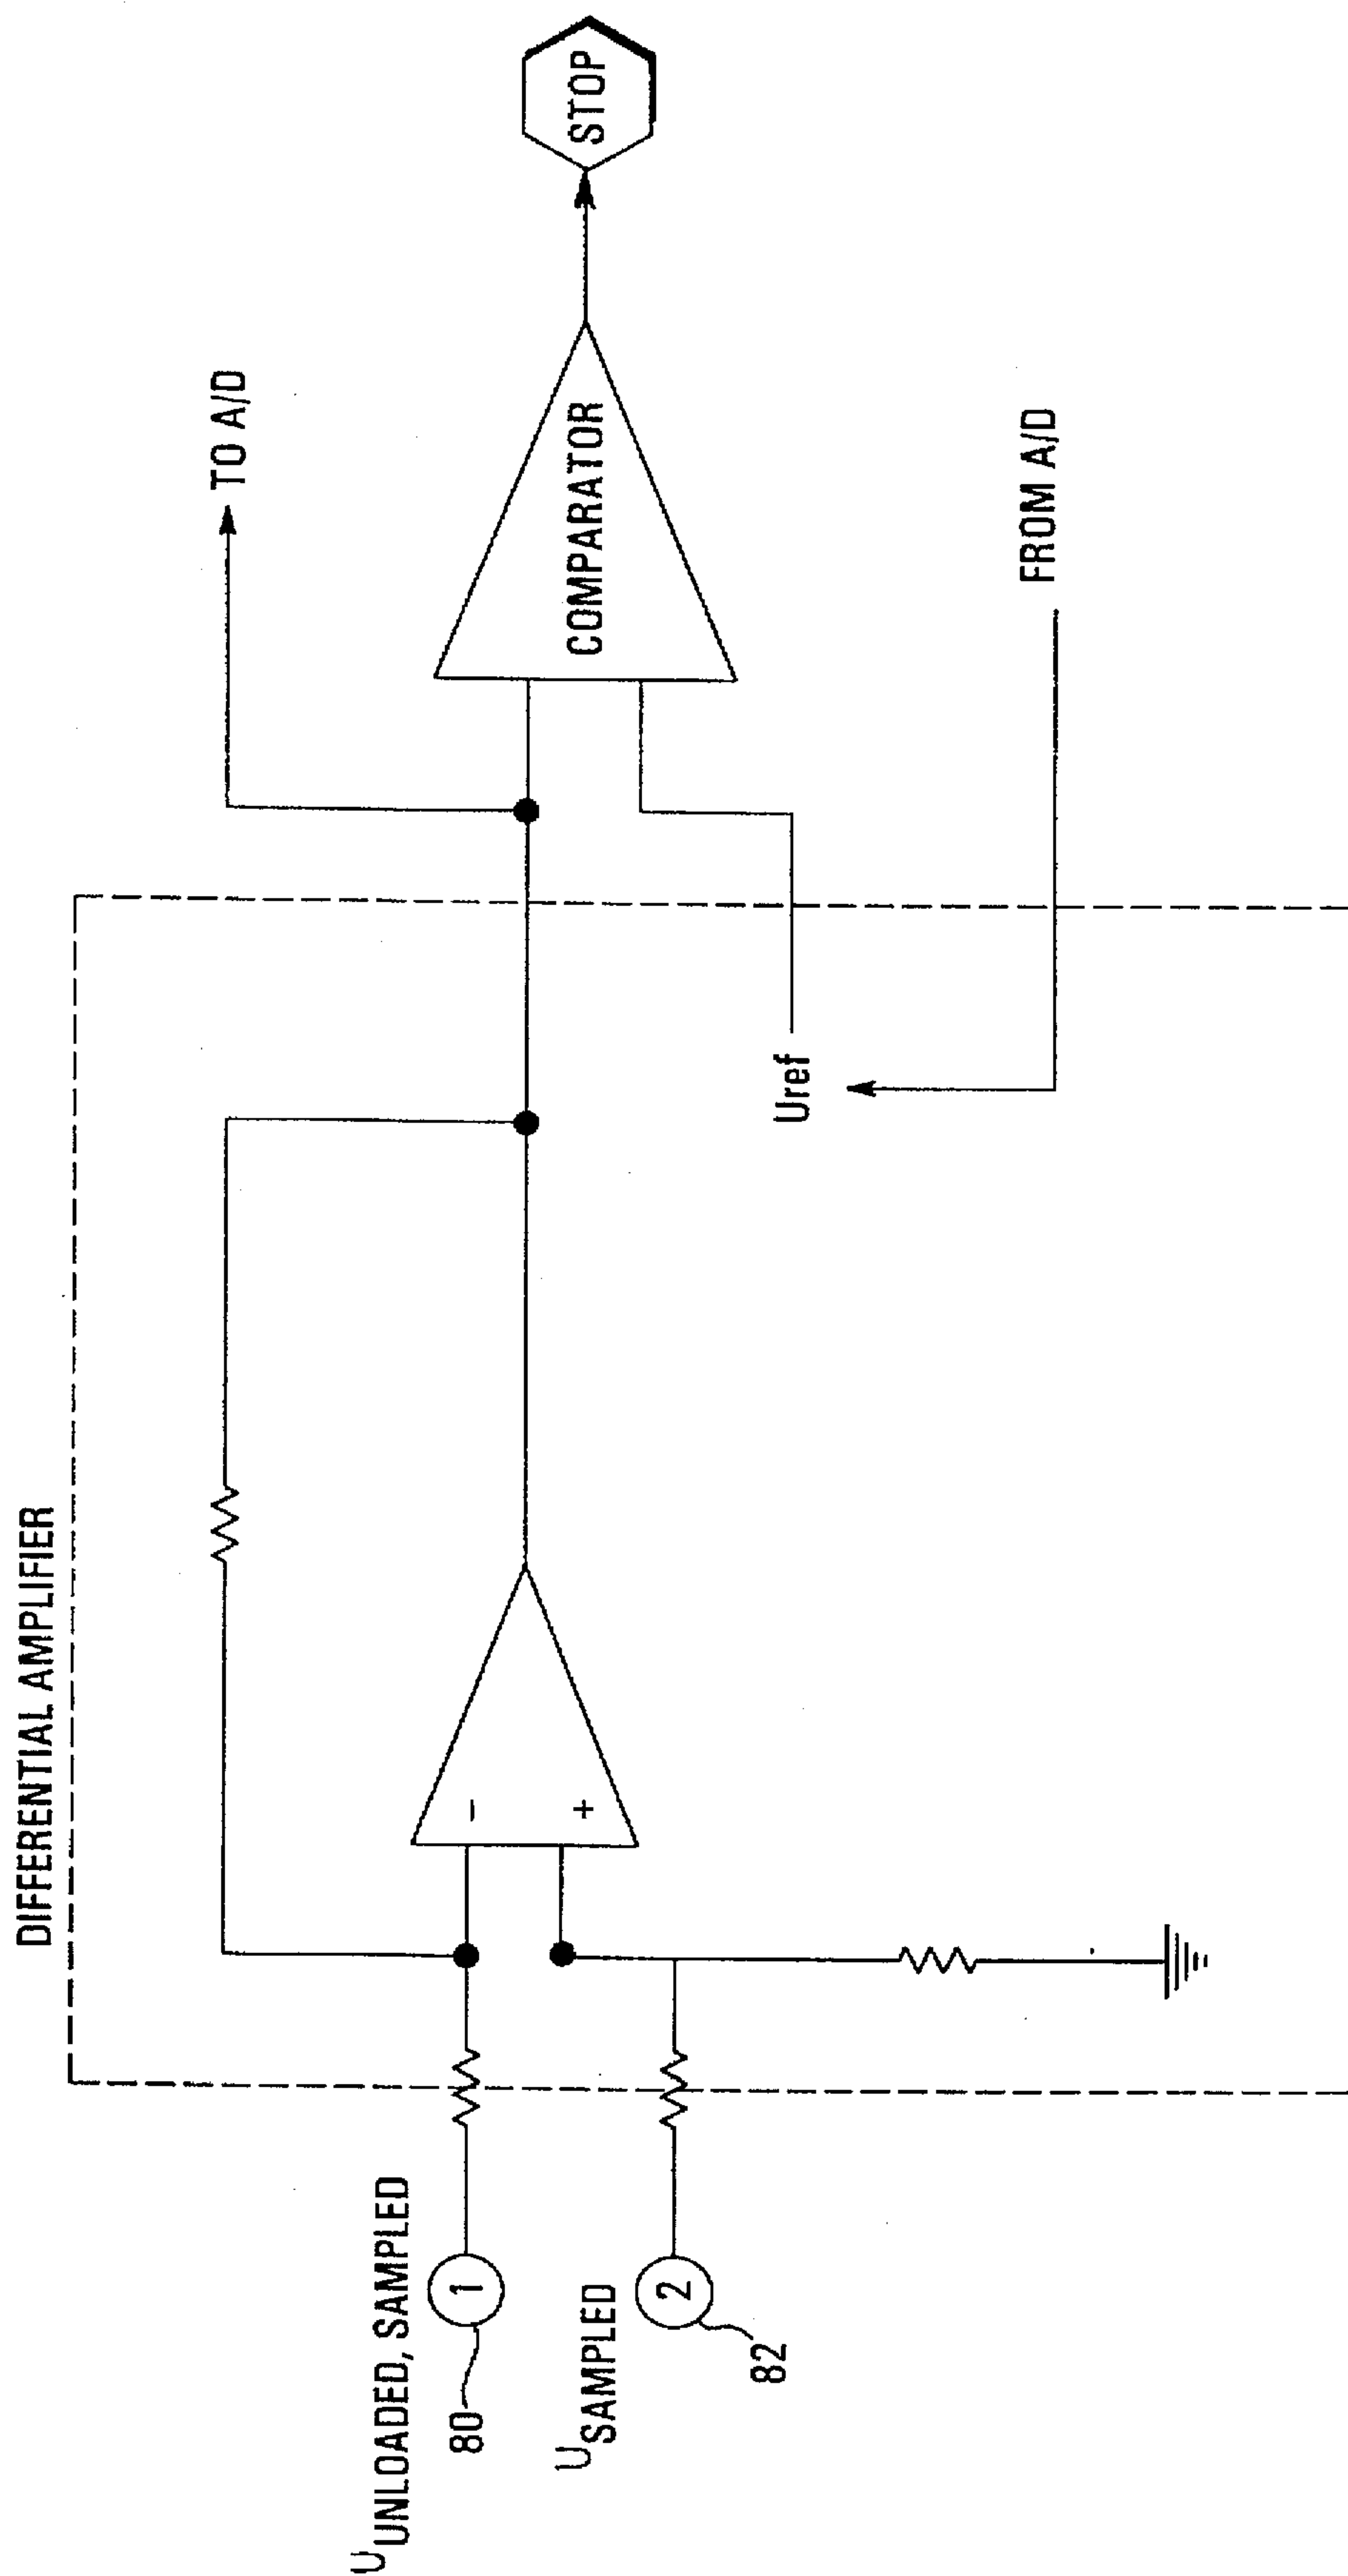 DIFFERENTIAL AMPLIFIER
TO A/D
UUNLOADED, SAMPLED
80
1
-
+
COMPARATOR
STOP
USAMPLED
2
82
Uref
FROM A/D